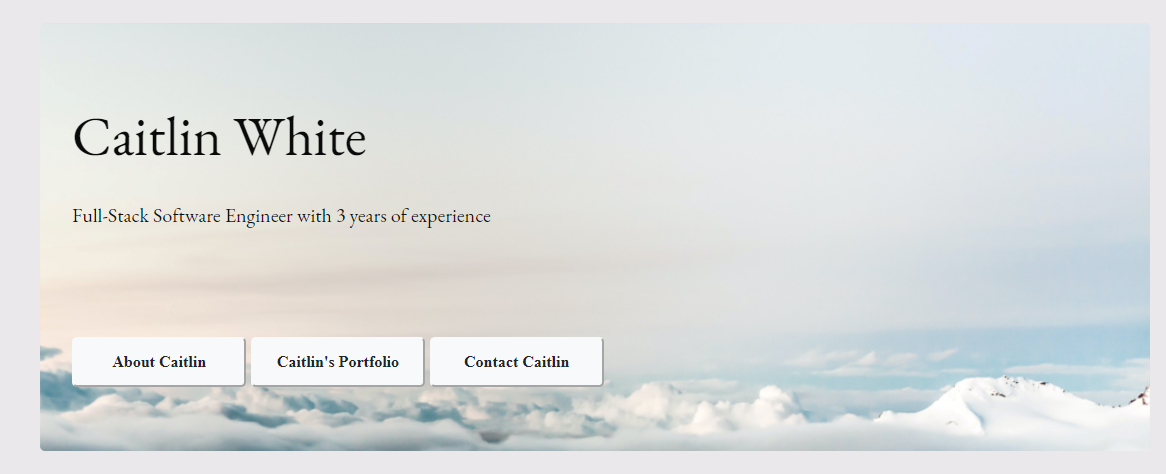 Caitlin White
Full-Stack Software Engineer with 3 years of experience
About Caitlin
Caitlin's Portfolio
Contact Caitlin